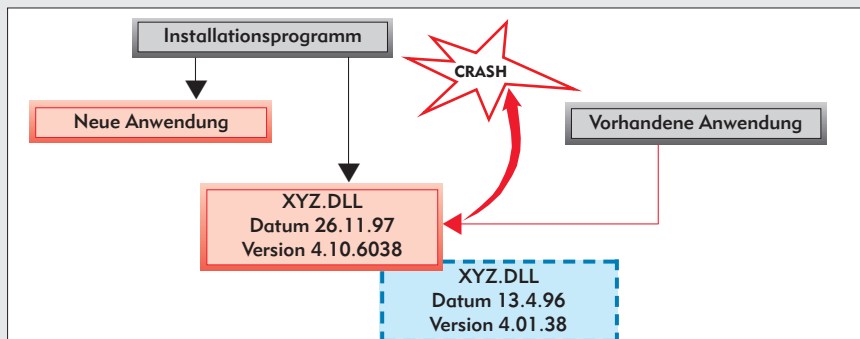 Installationsprogramm
CRASH
Neue Anwendung
Vorhandene Anwendung
XYZ.DLL
Datum 26.11.97
Version 4.10.6038
XYZ.DLL
Datum 13.4.96
Version 4.01.38